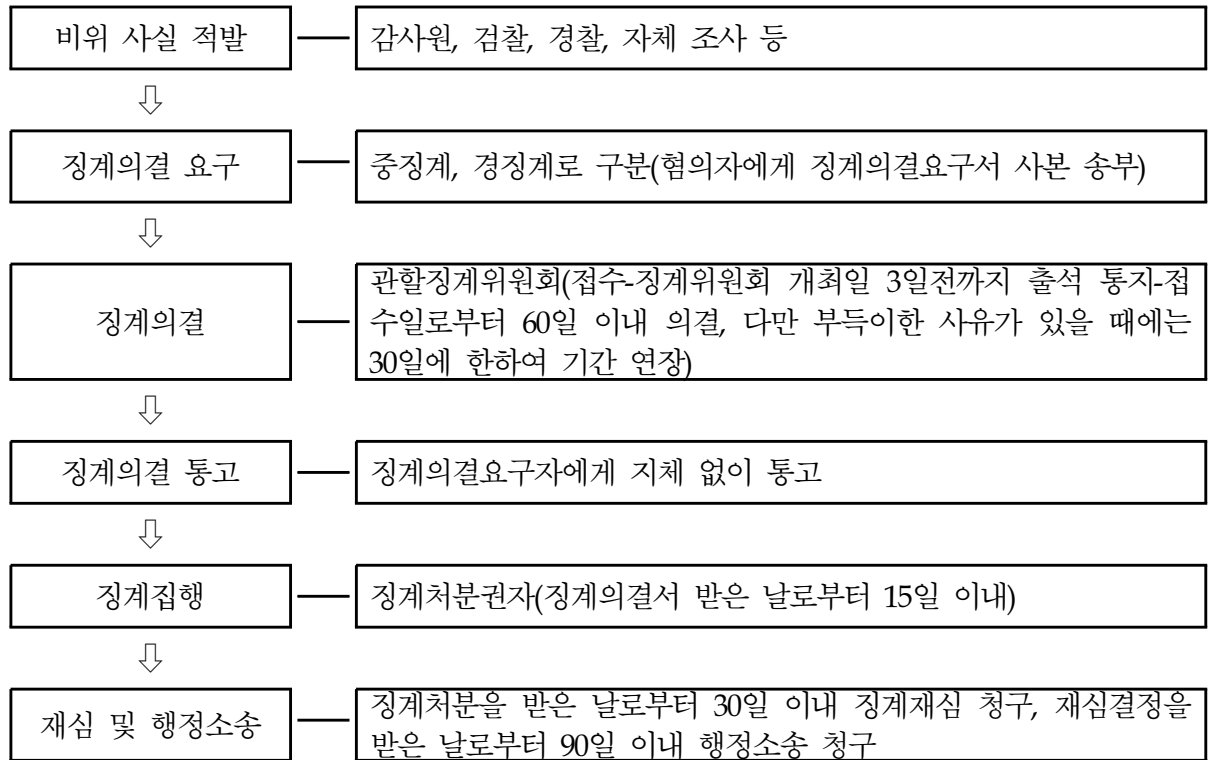 비위 사실 적발
감사원, 검찰, 경찰, 자체 조사 등
⇩
징계의결 요구
중징계, 경징계로 구분(혐의자에게 징계의결요구서 사본 송부)
⇩
징계의결
관할징계위원회(접수-징계위원회 개최일 3일전까지 출석 통지-접
수일로부터 60일 이내 의결, 다만 부득이한 사유가 있을 때에는
30일에 한하여 기간 연장)
⇩
징계의결 통고
징계의결요구자에게 지체 없이 통고
⇩
징계집행
징계처분권자(징계의결서 받은 날로부터 15일 이내)
⇩
재심 및 행정소송
징계처분을 받은 날로부터 30일 이내 징계재심 청구, 재심결정을
받은 날로부터 90일 이내 행정소송 청구